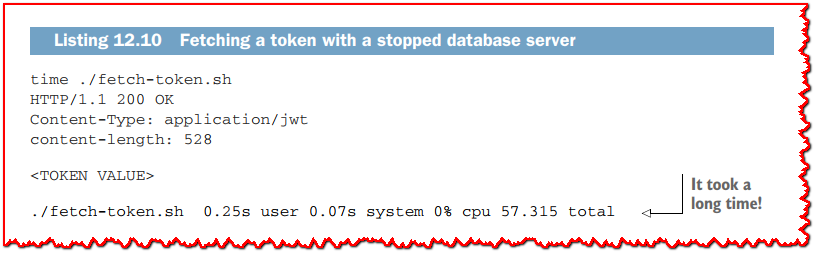 Listing 12.10 Fetching a token with a stopped database server
time ./fetch-token.sh
HTTP/1.1 200 OK
Content-Type: application/jwt
content-length: 528
<TOKEN VALUE>
./fetch-token.sh 0.25s user 0.07s system 0% cpu 57.315 total
It took a
long time!